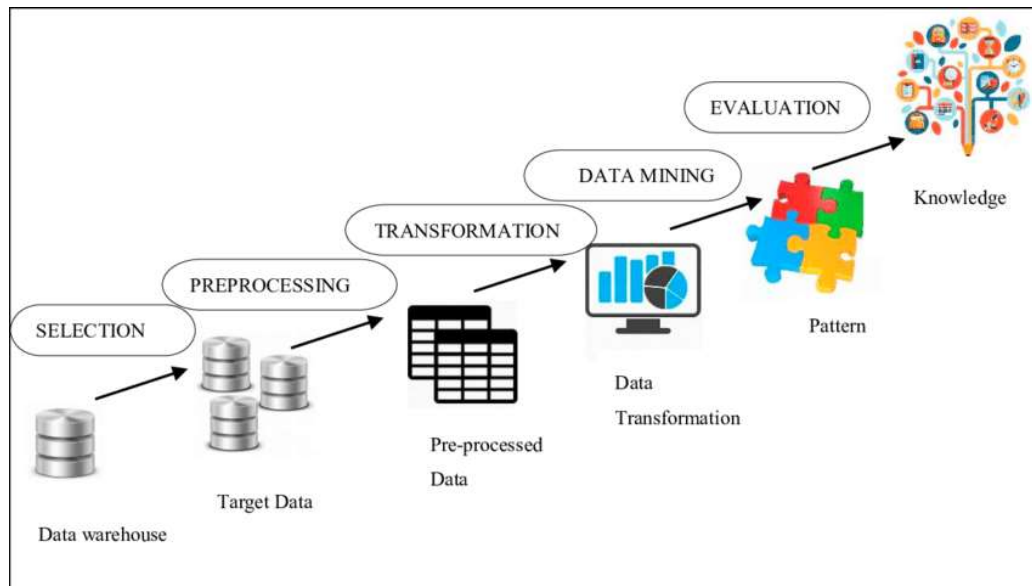 EVALUATION
DATA MINING
Knowledge
TRANSFORMATION
PREPROCESSING
Pattern
SELECTION
Data
Transformation
Pre-processed
Data
Target Data
Data warehouse